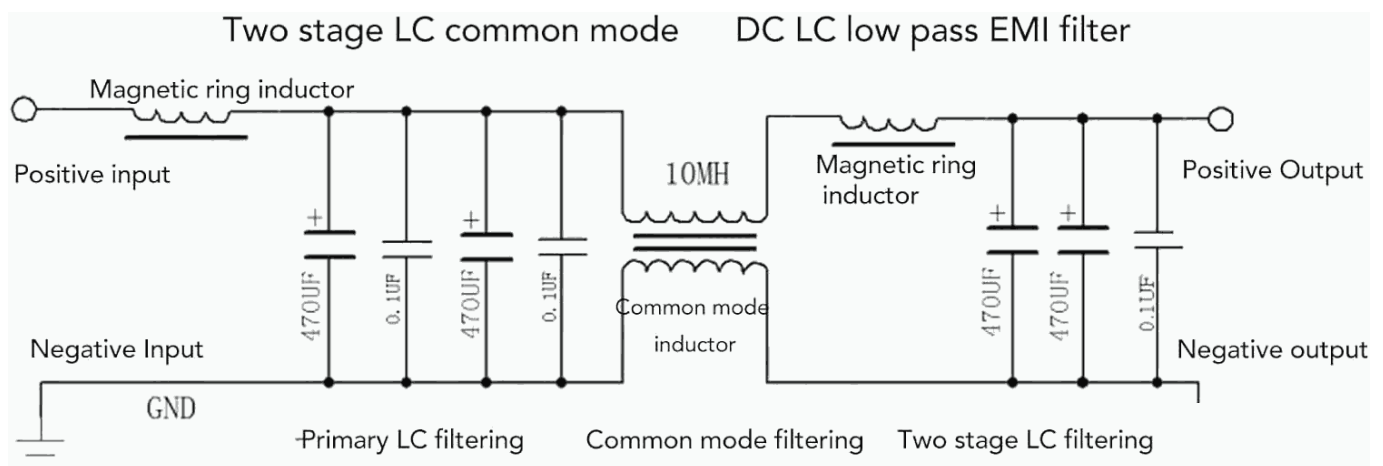 Two stage LC common mode DC LC low pass EMI filter
Magnetic ring inductor
Positive input
10MH
Magnetic ring
inductor
Positive Output
+
+
+
+
470UF
0.1UF
470UF
0.1UF
470UF
470UF
0.1UF
Common mode
inductor
Negative Input
Negative output
GND
Primary LC filtering
Common mode filtering
Two stage LC filtering